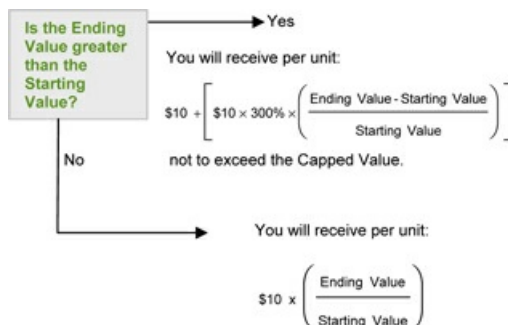 Is the Ending
Value greater
than the
Starting
Value?
Yes
You will receive per unit:
$10 + [ $10 × 300% × ( Ending Value - Starting Value
Starting Value ) ]
No
not to exceed the Capped Value.
You will receive per unit:
$10 x ( Ending Value
Starting Value )